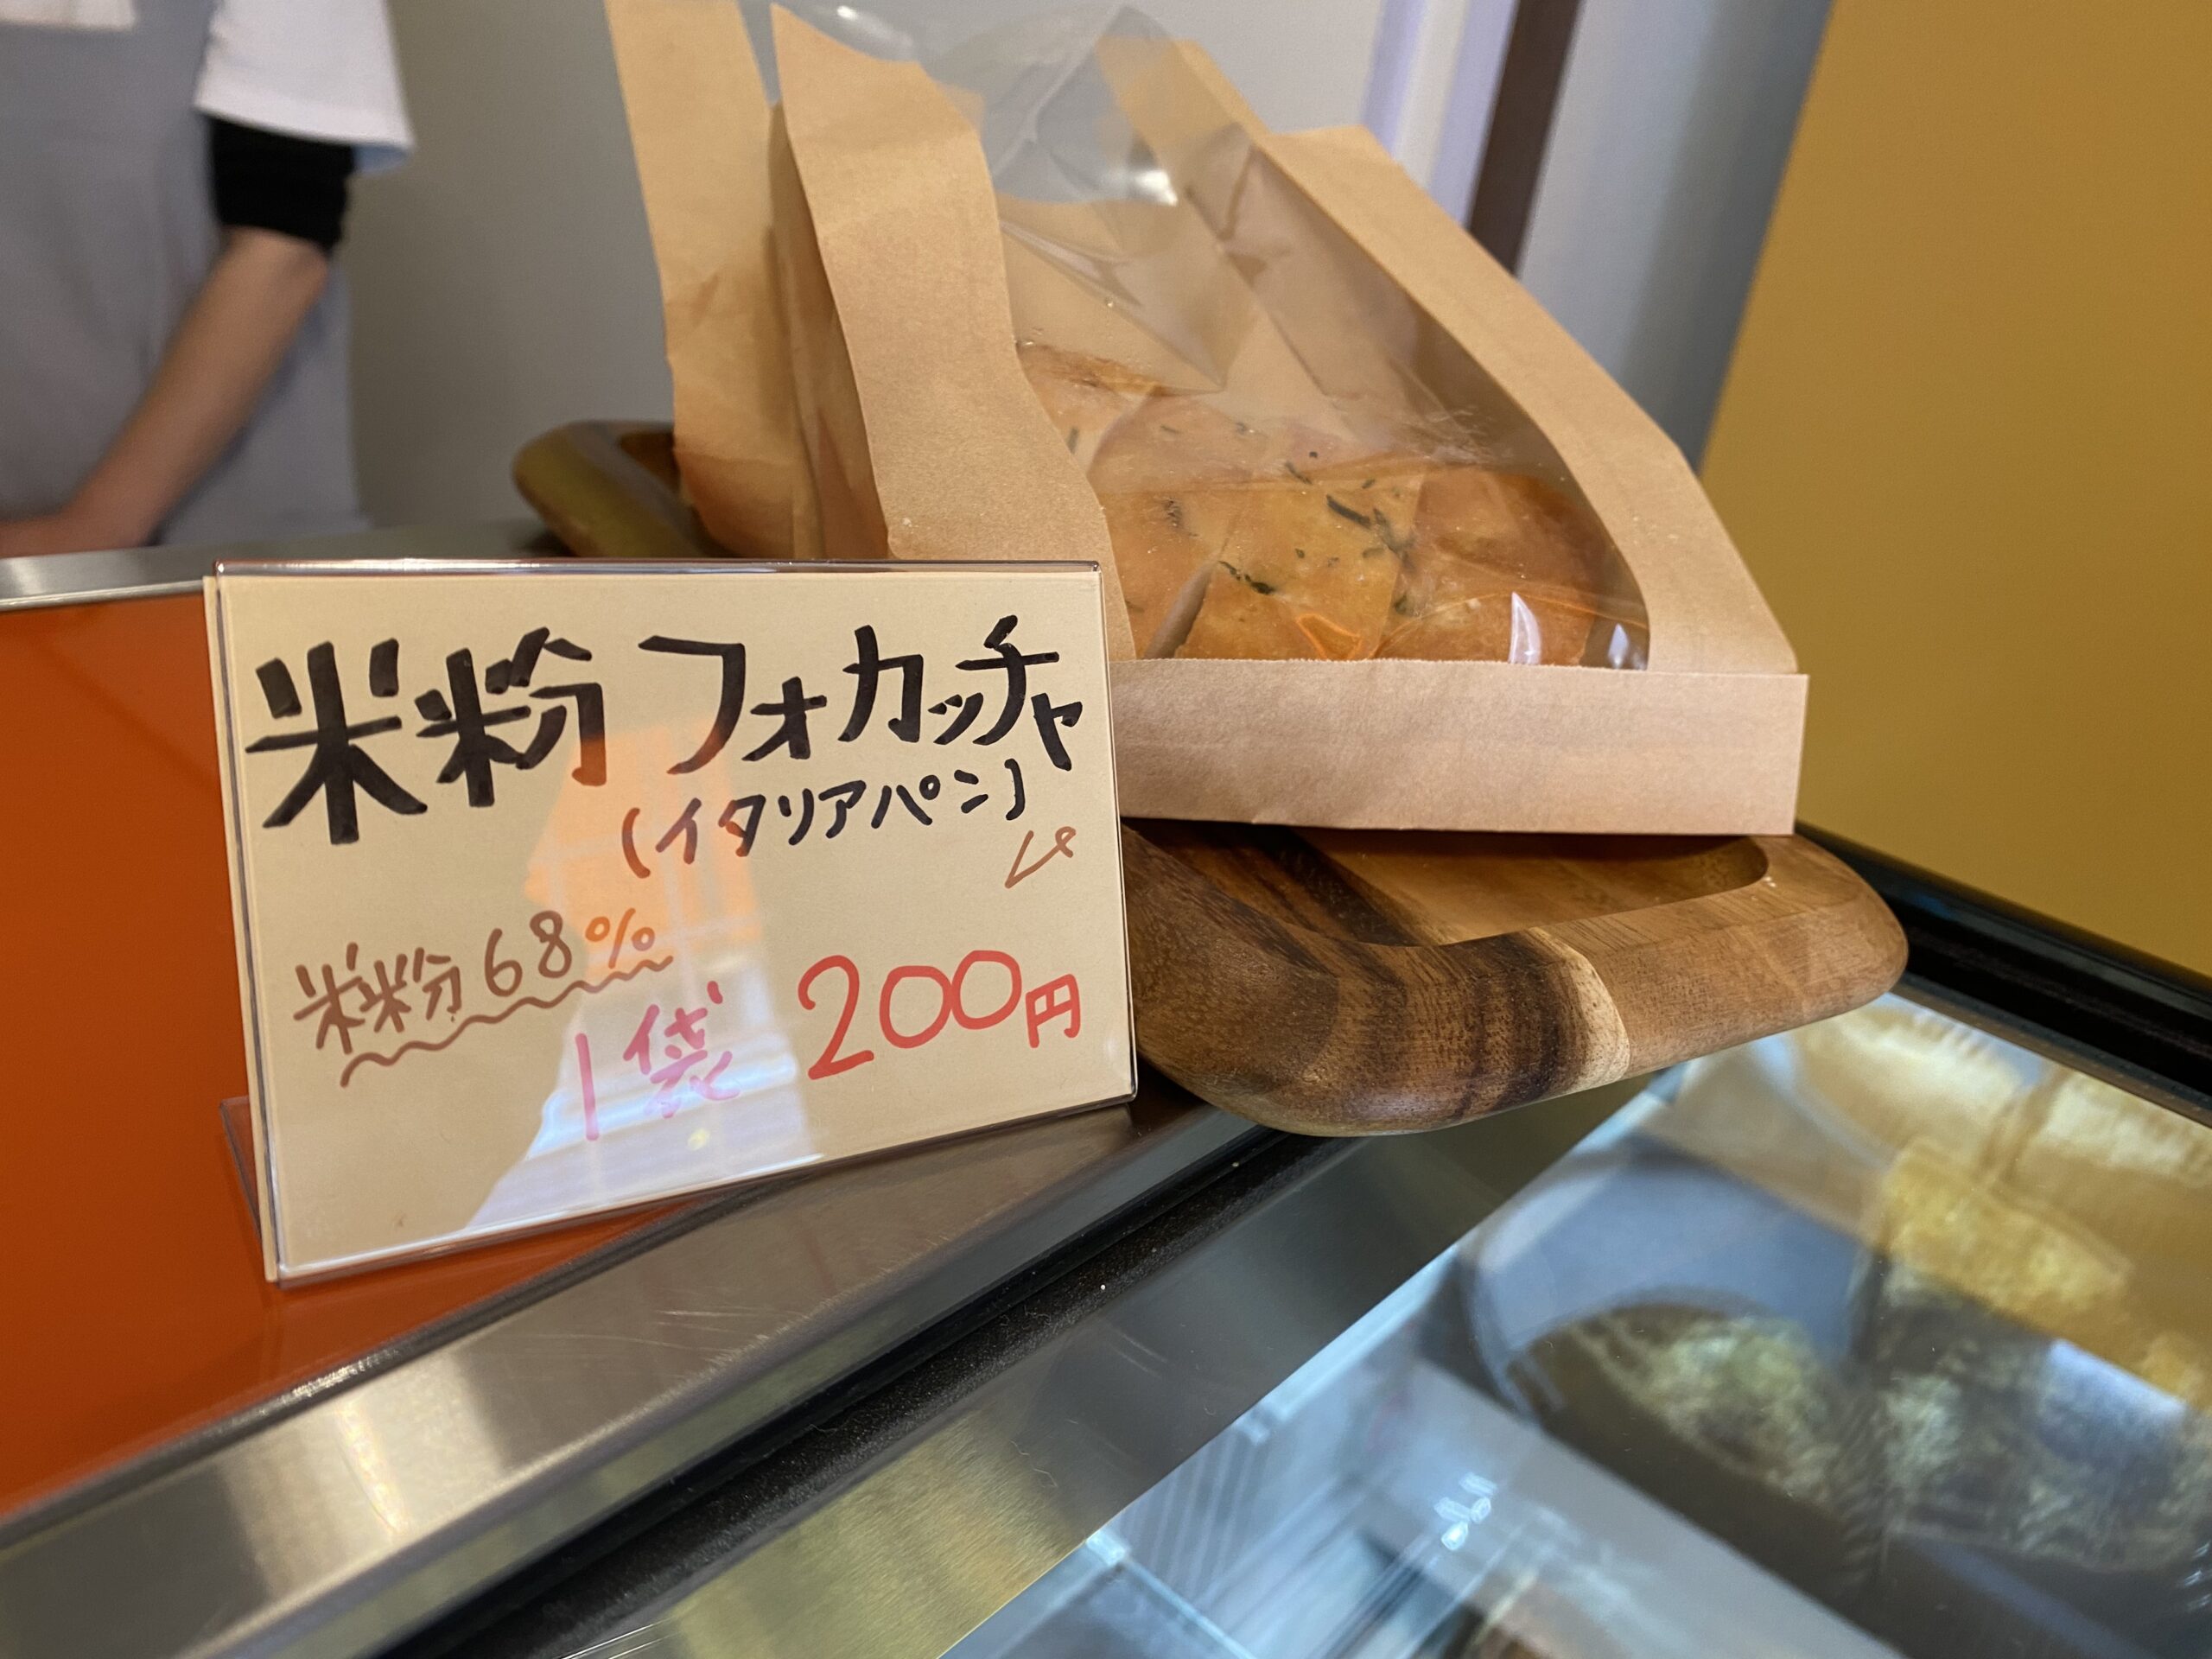 米粉フォカッチャ
(イタリアパン)
米粉68%
1袋 200円